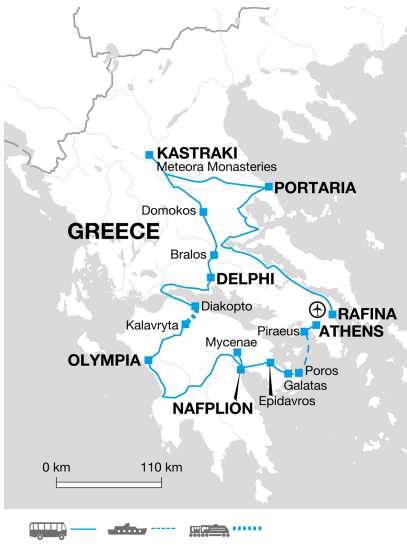 KASTRAKI
Meteora Monasteries
PORTARIA
Domokos
GREECE
Bralos
DELPHI
Diakopto
RAFINA
Kalavryta
Piraeus
ATHENS
Mycenae
OLYMPIA
Poros
Galatas
Epidavros
NAFPLION
0 km
110 km